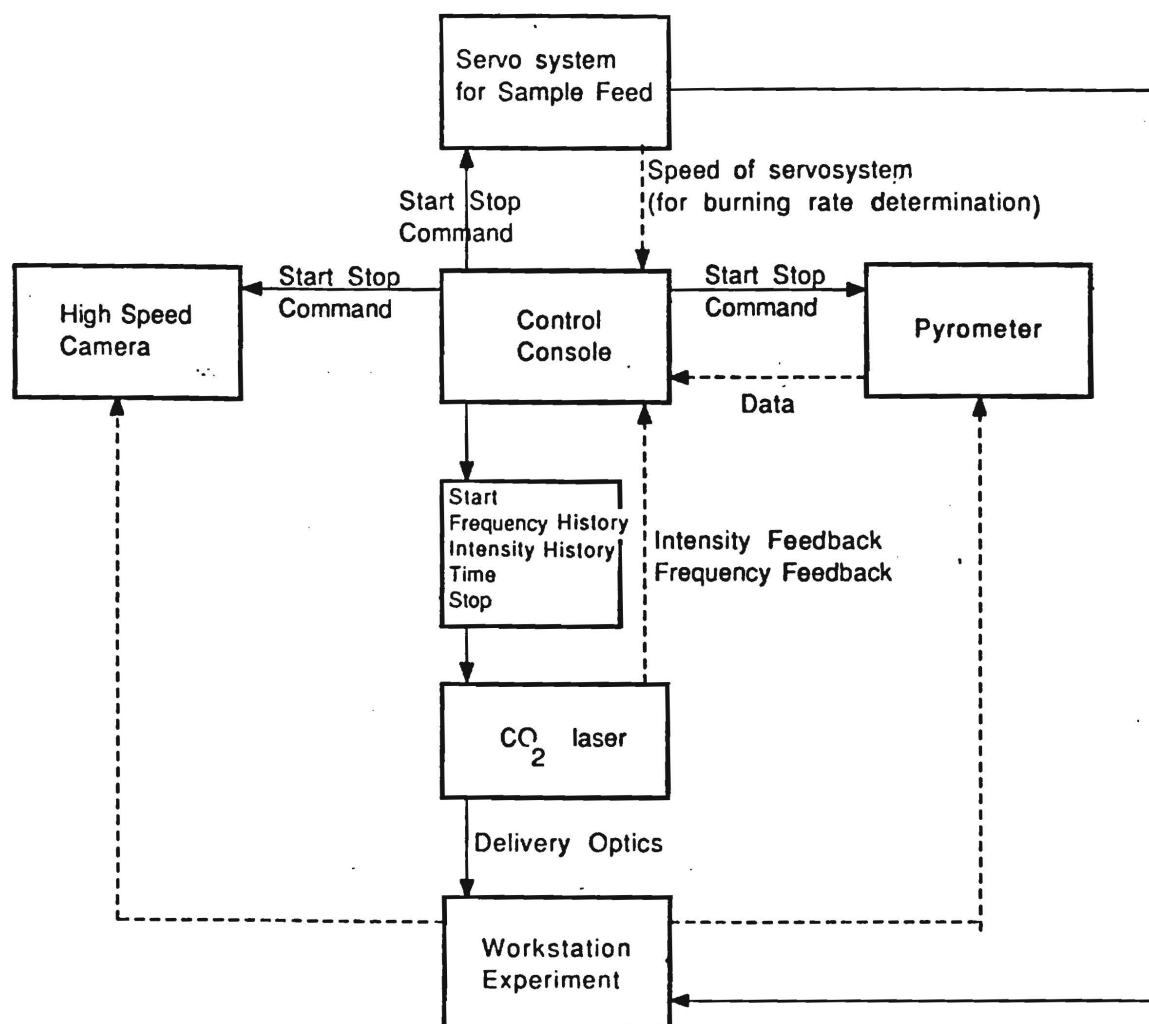 Servo system
for Sample Feed
Speed of servosystem
(for burning rate determination)
Start Stop
Command
Start Stop
Command
Start Stop
Command
High Speed
Camera
Control
Console
Pyrometer
Data
Start
Frequency History
Intensity History
Time
Stop
Intensity Feedback
Frequency Feedback
CO2 laser
Delivery Optics
Workstation
Experiment